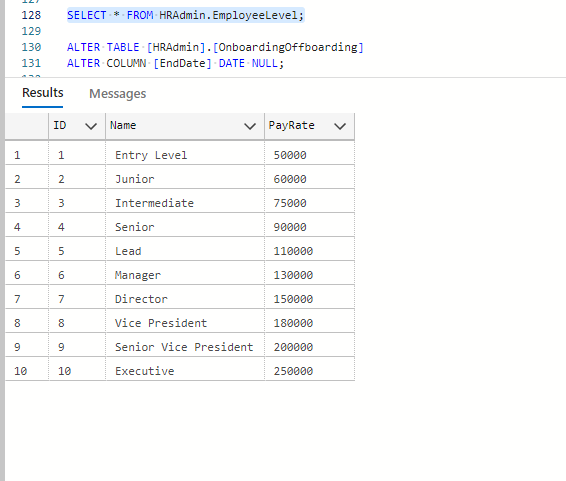 127
128 SELECT * FROM HRAdmin.EmployeeLevel;
129
130 ALTER TABLE [HRAdmin].[OnboardingOffboarding]
131 ALTER COLUMN [EndDate] DATE NULL;
132
Results Messages
ID Name PayRate
1 1 Entry Level 50000
2 2 Junior 60000
3 3 Intermediate 75000
4 4 Senior 90000
5 5 Lead 110000
6 6 Manager 130000
7 7 Director 150000
8 8 Vice President 180000
9 9 Senior Vice President 200000
10 10 Executive 250000